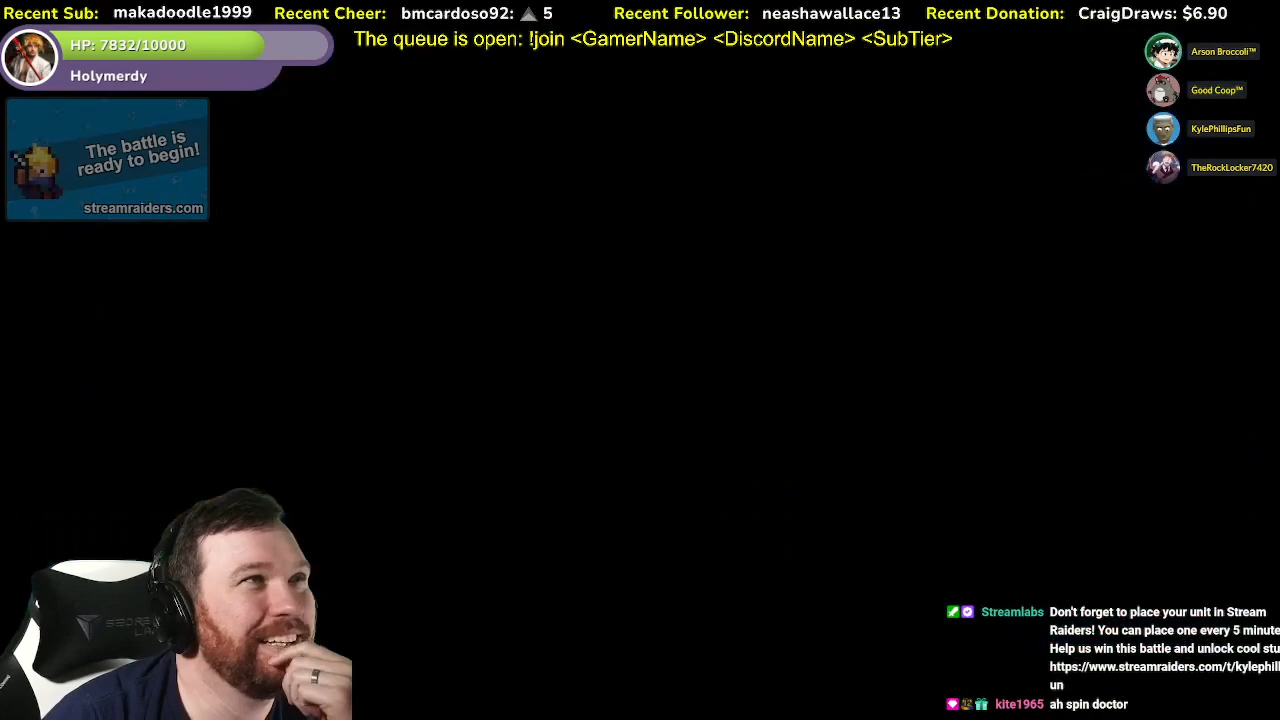 Recent Sub: makadoodle1999 Recent Cheer: bmcardoso92: 5 Recent Follower: neashawallace13 Recent Donation: CraigDraws: $6.90
HP: 7832/10000
Holymerdy
The queue is open: !join <GamerName> <DiscordName> <SubTier>
Arson Broccoli™
Good Coop™
KylePhillipsFun
TheRockLocker7420
The battle is
ready to begin!
streamraiders.com
Streamlabs Don't forget to place your unit in Stream
Raiders! You can place one every 5 minute
Help us win this battle and unlock cool stu
https://www.streamraiders.com/t/kylephill
un
kite1965 ah spin doctor